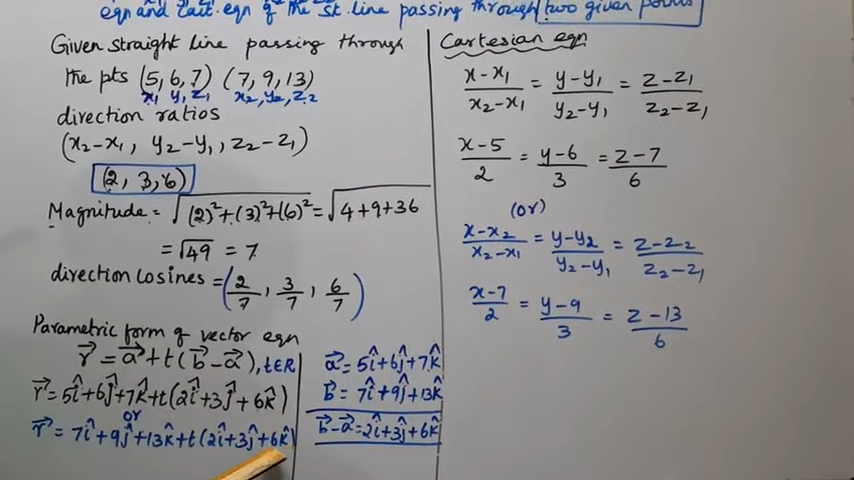 eqn and Cart. eqn of the St. line passing through two given points
Given straight line passing through
the pts (5, 6, 7) (7, 9, 13)
x₁ y₁ z₁ x₂, y₂, z₂
direction ratios
(x₂-x₁, y₂-y₁, z₂-z₁)
(2, 3, 6)
Magnitude = √(2)²+(3)²+(6)² = √4+9+36
= √49 = 7
direction Cosines = (2/7, 3/7, 6/7)
Parametric form of vector eqn
r⃗ = a⃗ + t(b⃗ - a⃗), t∈R
r⃗ = 5î+6ĵ+7k̂+t(2î+3ĵ+6k̂)
or
r⃗ = 7î+9ĵ+13k̂+t(2î+3ĵ+6k̂)
a⃗ = 5î+6ĵ+7k̂
b⃗ = 7î+9ĵ+13k̂
b⃗-a⃗ = 2î+3ĵ+6k̂
Cartesian eqn
x-x₁/x₂-x₁ = y-y₁/y₂-y₁ = z-z₁/z₂-z₁
x-5/2 = y-6/3 = z-7/6
(or)
x-x₂/x₂-x₁ = y-y₂/y₂-y₁ = z-z₂/z₂-z₁
x-7/2 = y-9/3 = z-13/6